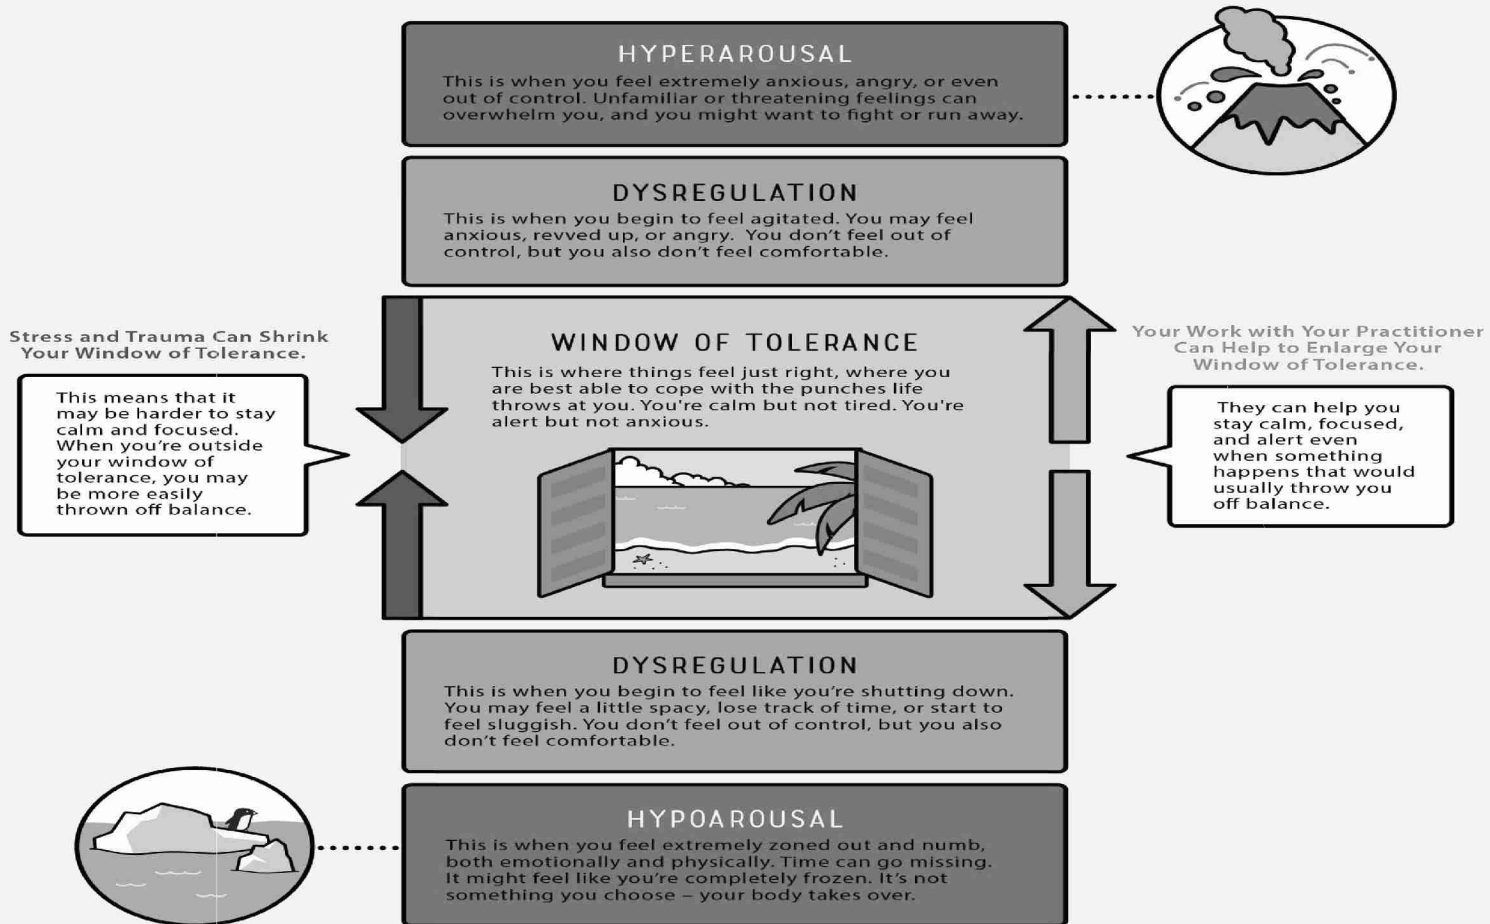 HYPERAROUSAL
This is when you feel extremely anxious, angry, or even
out of control. Unfamiliar or threatening feelings can
overwhelm you, and you might want to fight or run away.
DYSREGULATION
This is when you begin to feel agitated. You may feel
anxious, revved up, or angry. You don’t feel out of
control, but you also don’t feel comfortable.
Stress and Trauma Can Shrink
Your Window of Tolerance.
This means that it
may be harder to stay
calm and focused.
When you’re outside
your window of
tolerance, you may
be more easily
thrown off balance.
WINDOW OF TOLERANCE
This is where things feel just right, where you
are best able to cope with the punches life
throws at you. You're calm but not tired. You're
alert but not anxious.
Your Work with Your Practitioner
Can Help to Enlarge Your
Window of Tolerance.
They can help you
stay calm, focused,
and alert even
when something
happens that would
usually throw you
off balance.
DYSREGULATION
This is when you begin to feel like you’re shutting down.
You may feel a little spacy, lose track of time, or start to
feel sluggish. You don’t feel out of control, but you also
don’t feel comfortable.
HYPOAROUSAL
This is when you feel extremely zoned out and numb,
both emotionally and physically. Time can go missing.
It might feel like you’re completely frozen. It’s not
something you choose – your body takes over.